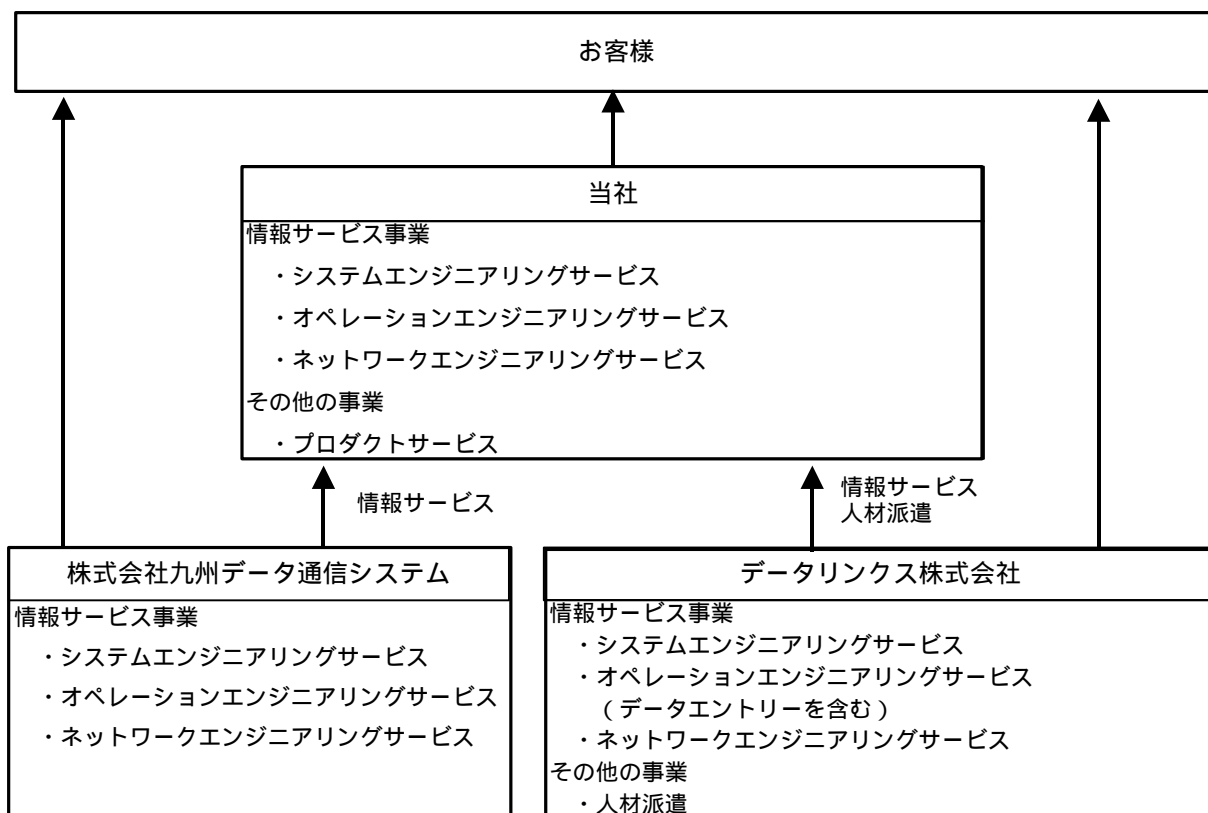 お客様
当社
情報サービス事業
・システムエンジニアリングサービス
・オペレーションエンジニアリングサービス
・ネットワークエンジニアリングサービス
その他の事業
・プロダクトサービス
情報サービス
情報サービス
人材派遣
株式会社九州データ通信システム
情報サービス事業
・システムエンジニアリングサービス
・オペレーションエンジニアリングサービス
・ネットワークエンジニアリングサービス
データリンクス株式会社
情報サービス事業
・システムエンジニアリングサービス
・オペレーションエンジニアリングサービス
（データエントリーを含む）
・ネットワークエンジニアリングサービス
その他の事業
・人材派遣